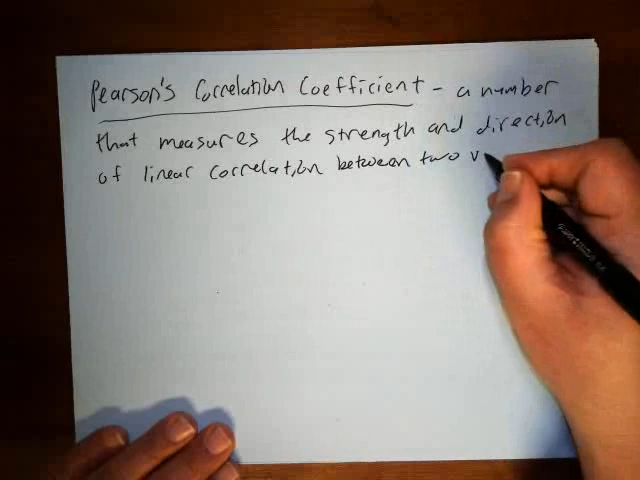 Pearson's Correlation Coefficient - a number
that measures the strength and direction
of linear correlation between two v